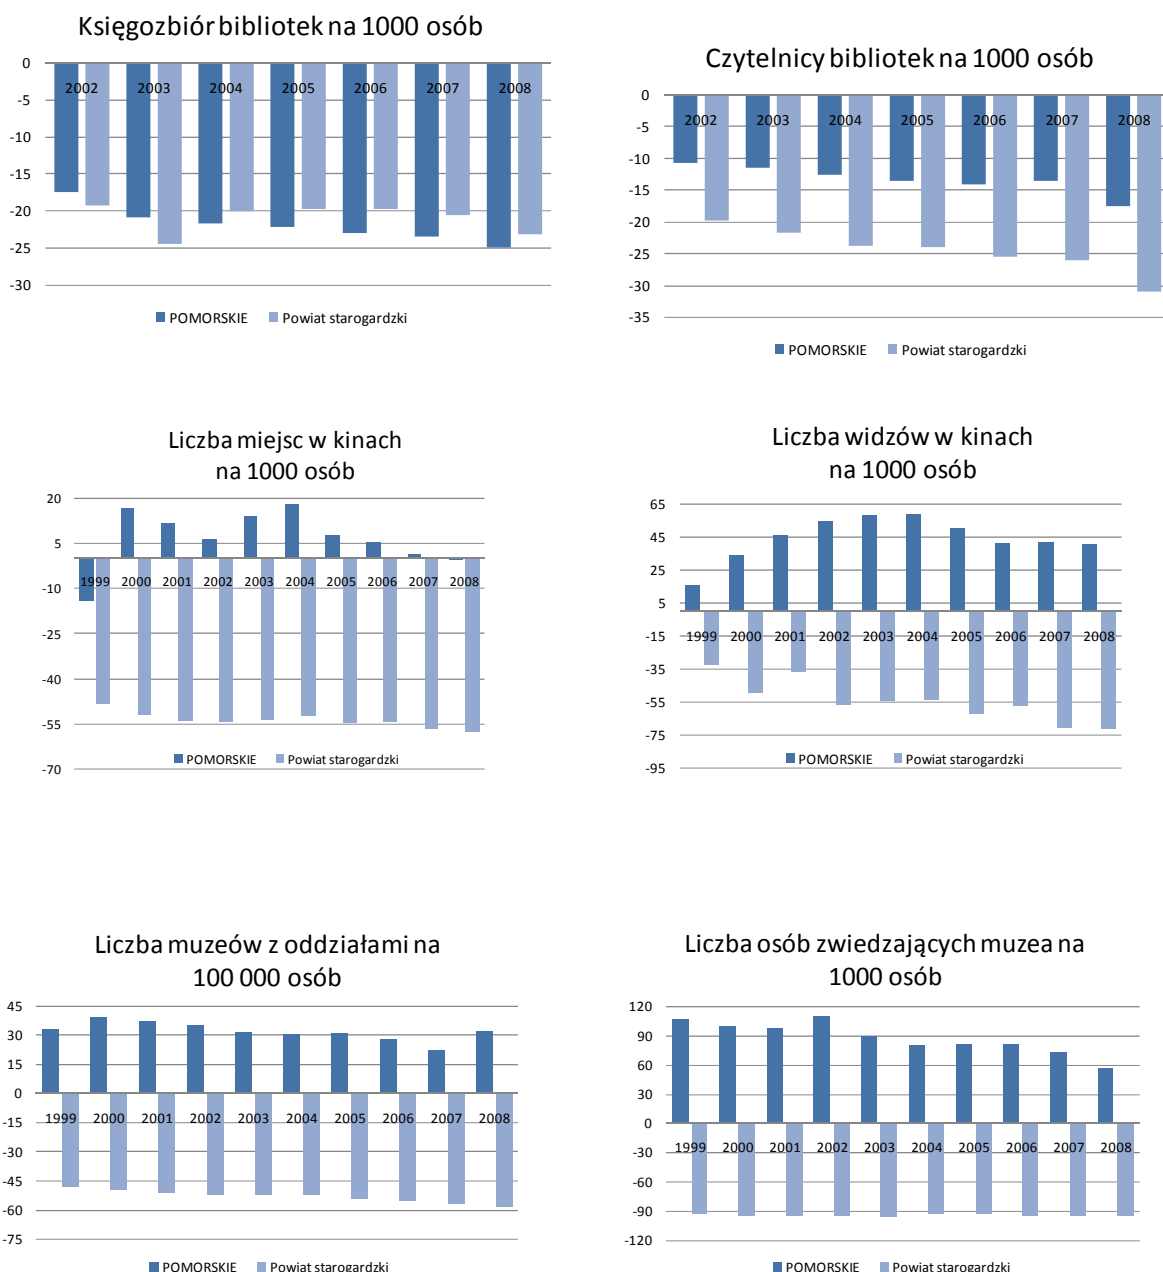 Księgozbiór bibliotek na 1000 osób
0
-5
-10
-15
-20
-25
-30
2002 2003 2004 2005 2006 2007 2008
POMORSKIE Powiat starogardzki
Czytelnicy bibliotek na 1000 osób
0
-5
-10
-15
-20
-25
-30
-35
2002 2003 2004 2005 2006 2007 2008
POMORSKIE Powiat starogardzki
Liczba miejsc w kinach
na 1000 osób
20
5
-10
-25
-40
-55
-70
1999 2000 2001 2002 2003 2004 2005 2006 2007 2008
POMORSKIE Powiat starogardzki
Liczba widzów w kinach
na 1000 osób
65
45
25
5
-15
-35
-55
-75
-95
1999 2000 2001 2002 2003 2004 2005 2006 2007 2008
POMORSKIE Powiat starogardzki
Liczba muzeów z oddziałami na
100 000 osób
45
30
15
0
-15
-30
-45
-60
-75
1999 2000 2001 2002 2003 2004 2005 2006 2007 2008
POMORSKIE Powiat starogardzki
Liczba osób zwiedzających muzea na
1000 osób
120
90
60
30
0
-30
-60
-90
-120
1999 2000 2001 2002 2003 2004 2005 2006 2007 2008
POMORSKIE Powiat starogardzki